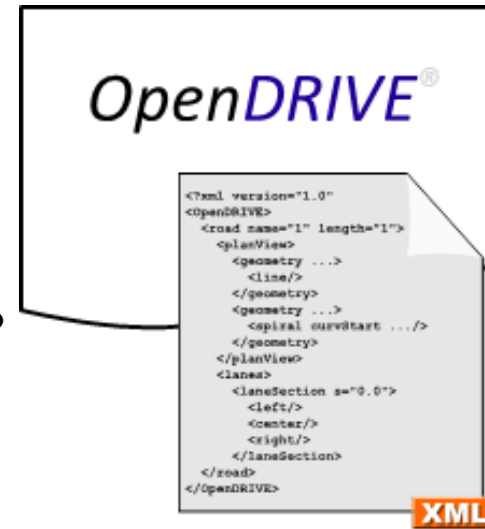 OpenDRIVE®
<?xml version="1.0"
<OpenDRIVE>
<road name="1" length="1">
<planView>
<geometry ...>
<line/>
</geometry>
<geometry ...>
<spiral curvStart .../>
</geometry>
</planView>
<lanes>
<laneSection s="0.0">
<left/>
<center/>
<right/>
</laneSection>
</road>
</OpenDRIVE>
XML